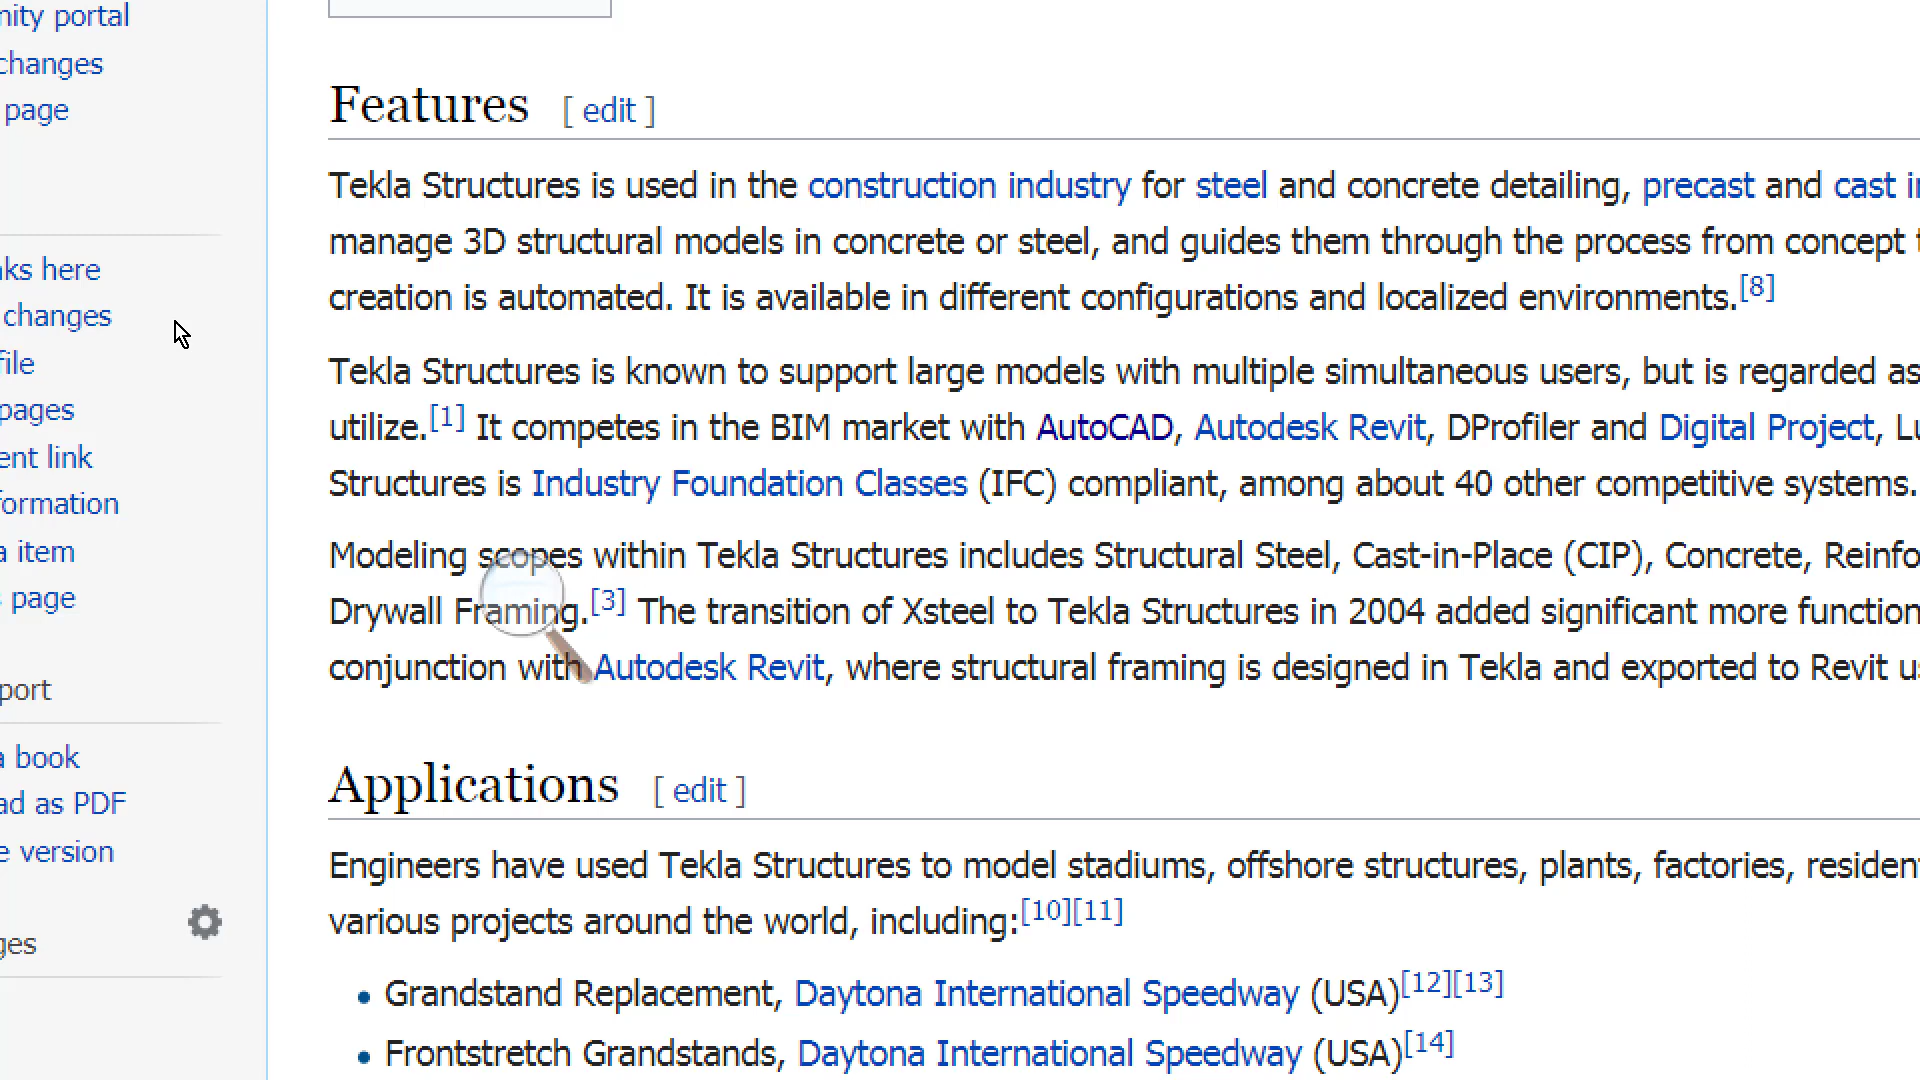 nity portal
changes
page
nks here
changes
file
pages
ent link
formation
a item
page
port
a book
ad as PDF
e version
ges
Features [ edit ]
Tekla Structures is used in the construction industry for steel and concrete detailing, precast and cast in
manage 3D structural models in concrete or steel, and guides them through the process from concept t
creation is automated. It is available in different configurations and localized environments.[8]
Tekla Structures is known to support large models with multiple simultaneous users, but is regarded as
utilize.[1] It competes in the BIM market with AutoCAD, Autodesk Revit, DProfiler and Digital Project, Lu
Structures is Industry Foundation Classes (IFC) compliant, among about 40 other competitive systems.
Modeling scopes within Tekla Structures includes Structural Steel, Cast-in-Place (CIP), Concrete, Reinfo
Drywall Framing.[3] The transition of Xsteel to Tekla Structures in 2004 added significant more function
conjunction with Autodesk Revit, where structural framing is designed in Tekla and exported to Revit us
Applications [ edit ]
Engineers have used Tekla Structures to model stadiums, offshore structures, plants, factories, residen
various projects around the world, including:[10][11]
• Grandstand Replacement, Daytona International Speedway (USA)[12][13]
• Frontstretch Grandstands, Daytona International Speedway (USA)[14]